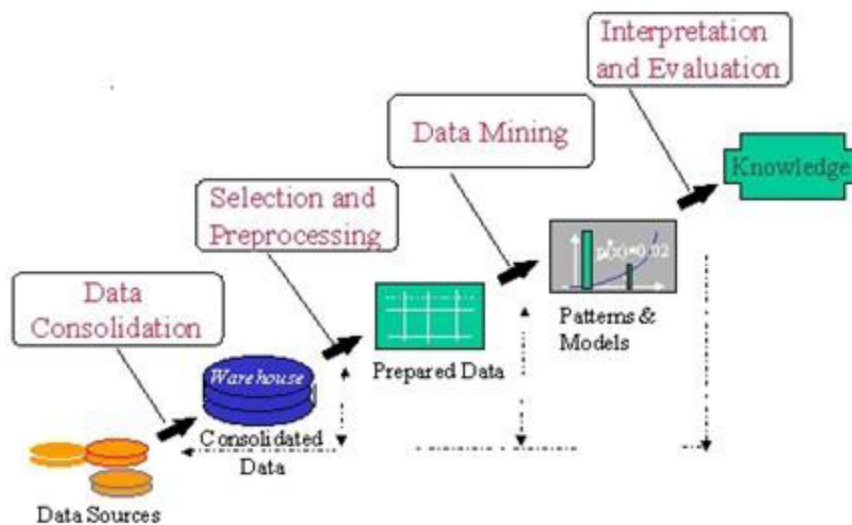 Interpretation
and Evaluation
Data Mining
Knowledge
Selection and
Preprocessing
p(x)=0.02
Data
Consolidation
Patterns &
Models
Warehouse
Prepared Data
Consolidated
Data
Data Sources